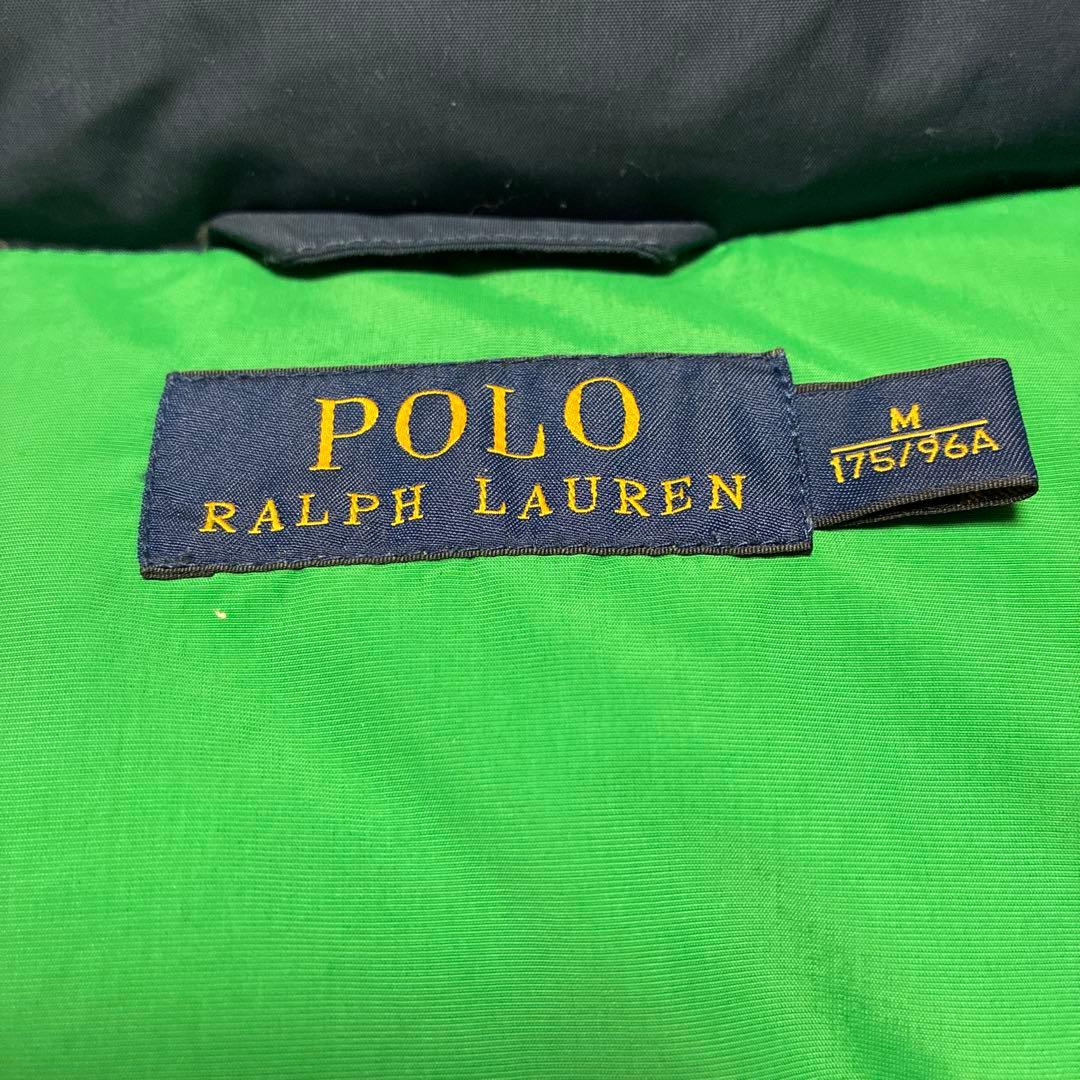 POLO
RALPH LAUREN
M
175/96A